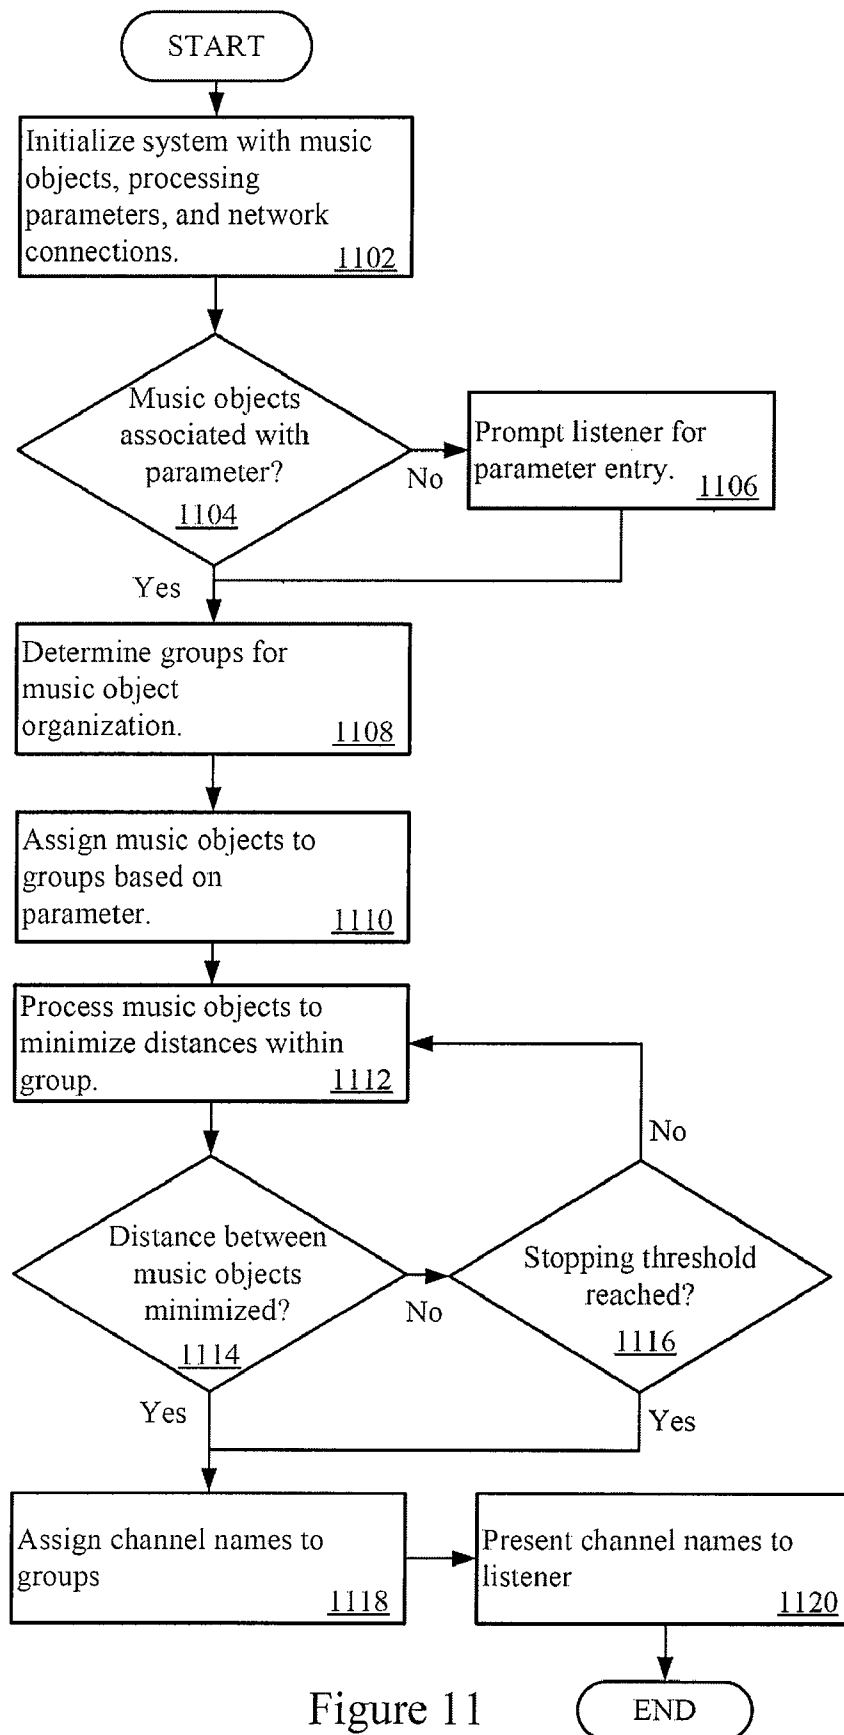 START
Initialize system with music
objects, processing
parameters, and network
connections.
1102
Music objects
associated with
parameter?
1104
No
Prompt listener for
parameter entry.
1106
Yes
Determine groups for
music object
organization.
1108
Assign music objects to
groups based on
parameter.
1110
Process music objects to
minimize distances within
group.
1112
No
Distance between
music objects
minimized?
1114
No
Stopping threshold
reached?
1116
Yes
Yes
Assign channel names to
groups
1118
Present channel names to
listener
1120
Figure 11
END